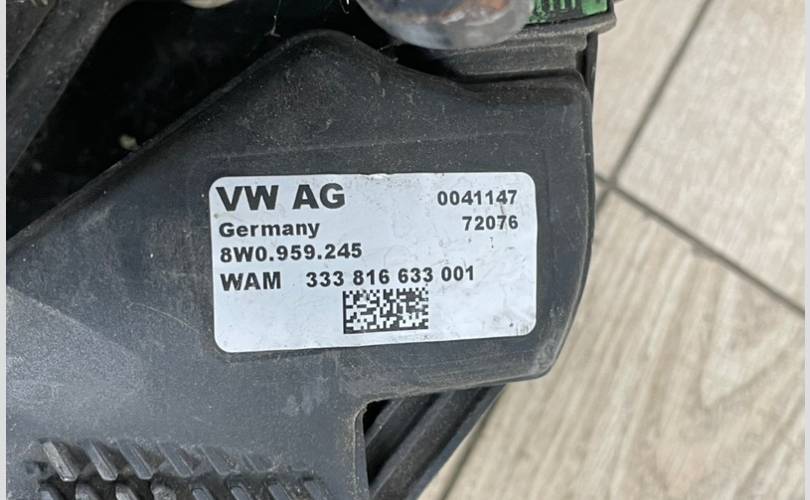 VW AG 0041147
Germany 72076
8W0.959.245
WAM 333 816 633 001